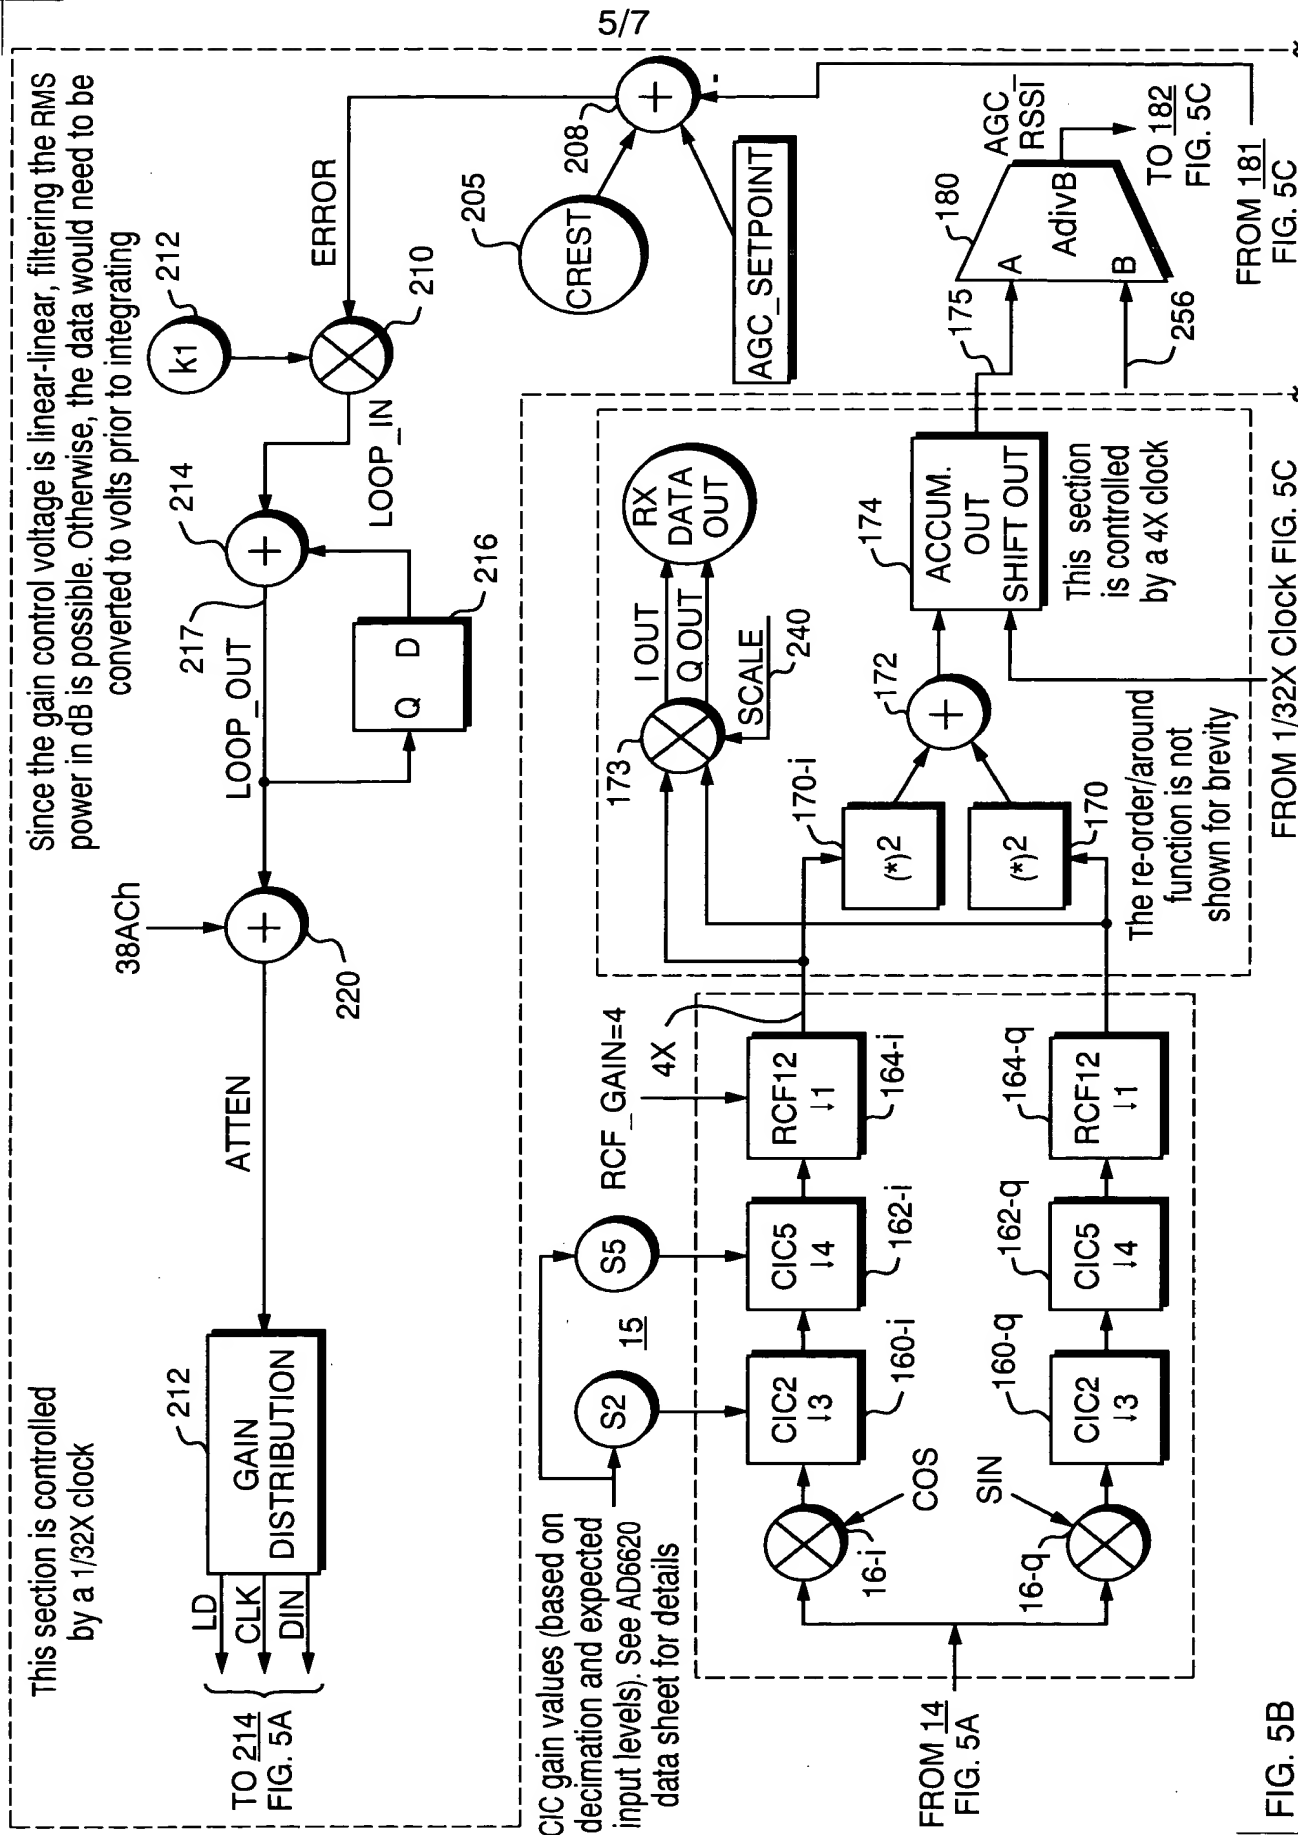 5/7
This section is controlled
by a 1/32X clock
Since the gain control voltage is linear-linear, filtering the RMS
power in dB is possible. Otherwise, the data would need to be
converted to volts prior to integrating
TO 214
FIG. 5A
LD
CLK
DIN
212
GAIN
DISTRIBUTION
ATTEN
38ACh
+
220
LOOP_OUT
217
214
+
Q D
216
LOOP_IN
k1
212
210
ERROR
205
CREST
208
+
-
AGC_SETPOINT
CIC gain values (based on
decimation and expected
input levels). See AD6620
data sheet for details
S2
S5
15
RCF_GAIN=4
4X
FROM 14
FIG. 5A
16-i
COS
SIN
16-q
CIC2
↓3
160-i
CIC5
↓4
162-i
RCF12
↓1
164-i
CIC2
↓3
160-q
CIC5
↓4
162-q
RCF12
↓1
164-q
173
I OUT
Q OUT
RX
DATA
OUT
SCALE
240
(*)2
170-i
(*)2
170
172
+
174
ACCUM.
OUT
SHIFT OUT
The re-order/around
function is not
shown for brevity
This section
is controlled
by a 4X clock
175
180
A
B
AdivB
AGC_
RSSI
TO 182
FIG. 5C
256
FROM 181
FIG. 5C
FROM 1/32X Clock FIG. 5C
FIG. 5B